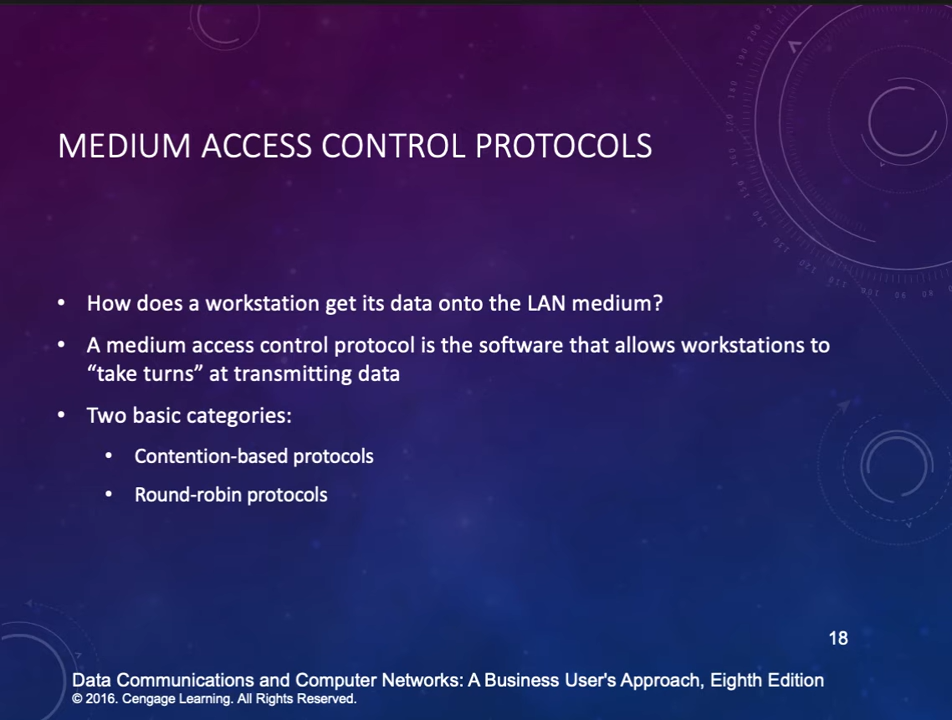 MEDIUM ACCESS CONTROL PROTOCOLS
• How does a workstation get its data onto the LAN medium?
• A medium access control protocol is the software that allows workstations to
“take turns” at transmitting data
• Two basic categories:
• Contention-based protocols
• Round-robin protocols
18
Data Communications and Computer Networks: A Business User's Approach, Eighth Edition
© 2016. Cengage Learning. All Rights Reserved.